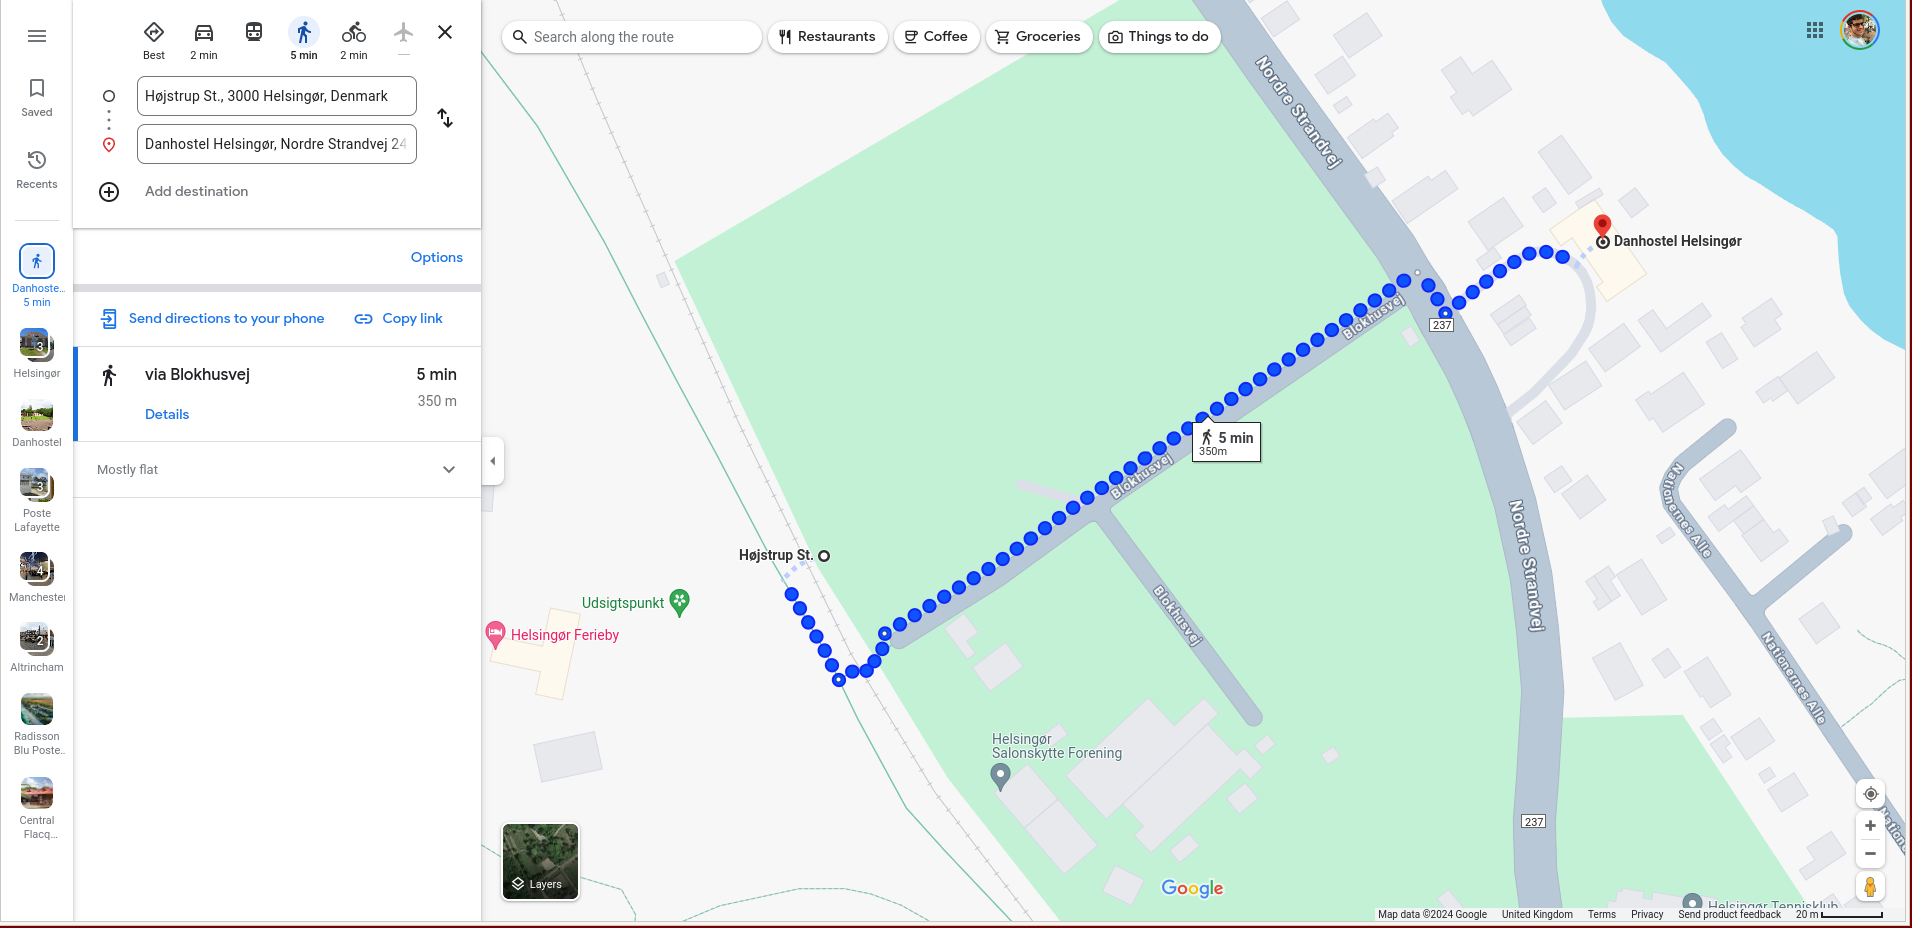 Best
2 min
5 min
2 min
—
Højstrup St., 3000 Helsingør, Denmark
Danhostel Helsingør, Nordre Strandvej 24
Add destination
Options
Send directions to your phone
Copy link
via Blokhusvej
5 min
350 m
Details
Mostly flat
Saved
Recents
Danhoste...
5 min
3
Helsingør
Danhostel
3
Poste
Lafayette
4
Manchester
2
Altrincham
Radisson
Blu Poste...
Central
Flacq...
Search along the route
Restaurants
Coffee
Groceries
Things to do
Nordre Strandvej
Danhostel Helsingør
Blokhusvej
237
5 min
350m
Blokhusvej
Højstrup St.
Udsigtspunkt
Helsingør Ferieby
Blokhusvej
Nordre Strandvej
Nationernes Alle
Nationernes Alle
Helsingør
Salonskytte Forening
237
Layers
Google
Helsingør Tennisklub
Map data ©2024 Google
United Kingdom
Terms
Privacy
Send product feedback
20 m